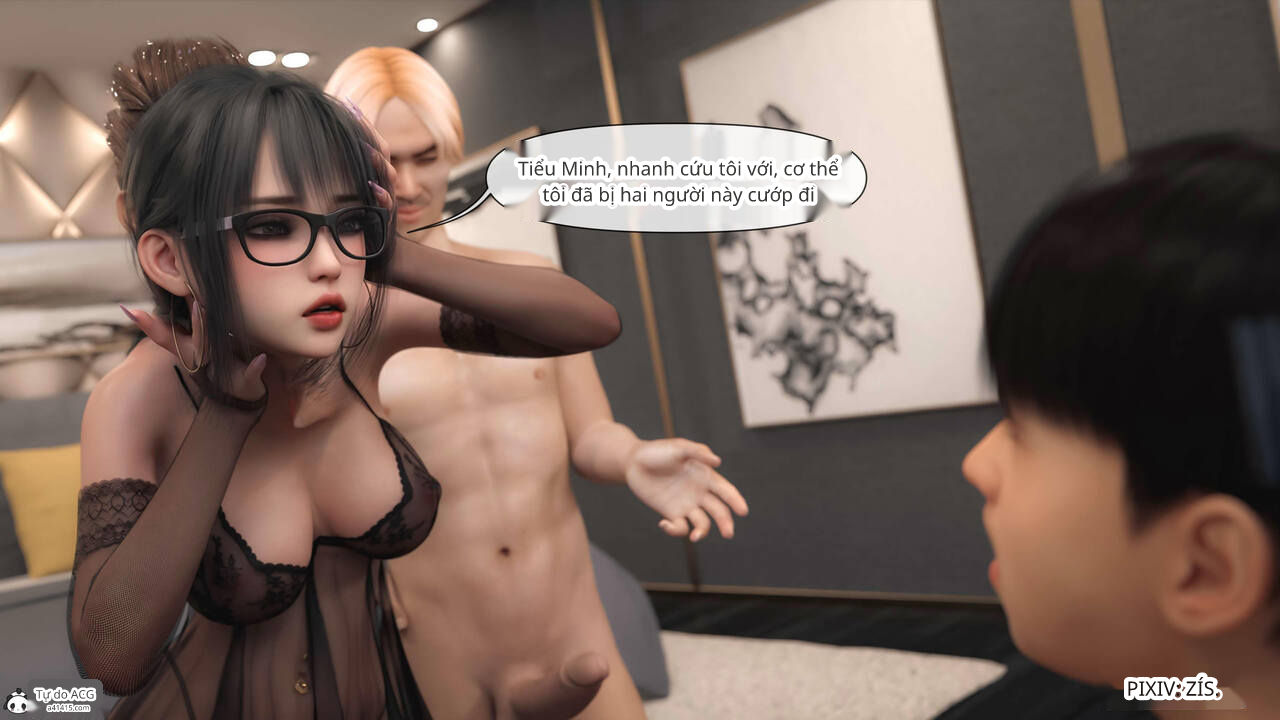 Tiểu Minh, nhanh cứu tôi với, cơ thể
tôi đã bị hai người này cướp đi
Tự do ACG
a41415.com
PIXIV: ZÍS.